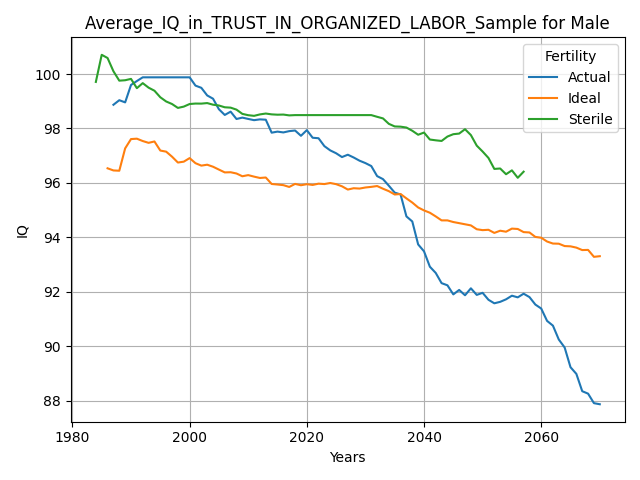 Average_IQ_in_TRUST_IN_ORGANIZED_LABOR_Sample for Male
Fertility
Actual
Ideal
Sterile
100
98
96
94
92
90
88
IQ
1980
2000
2020
2040
2060
Years